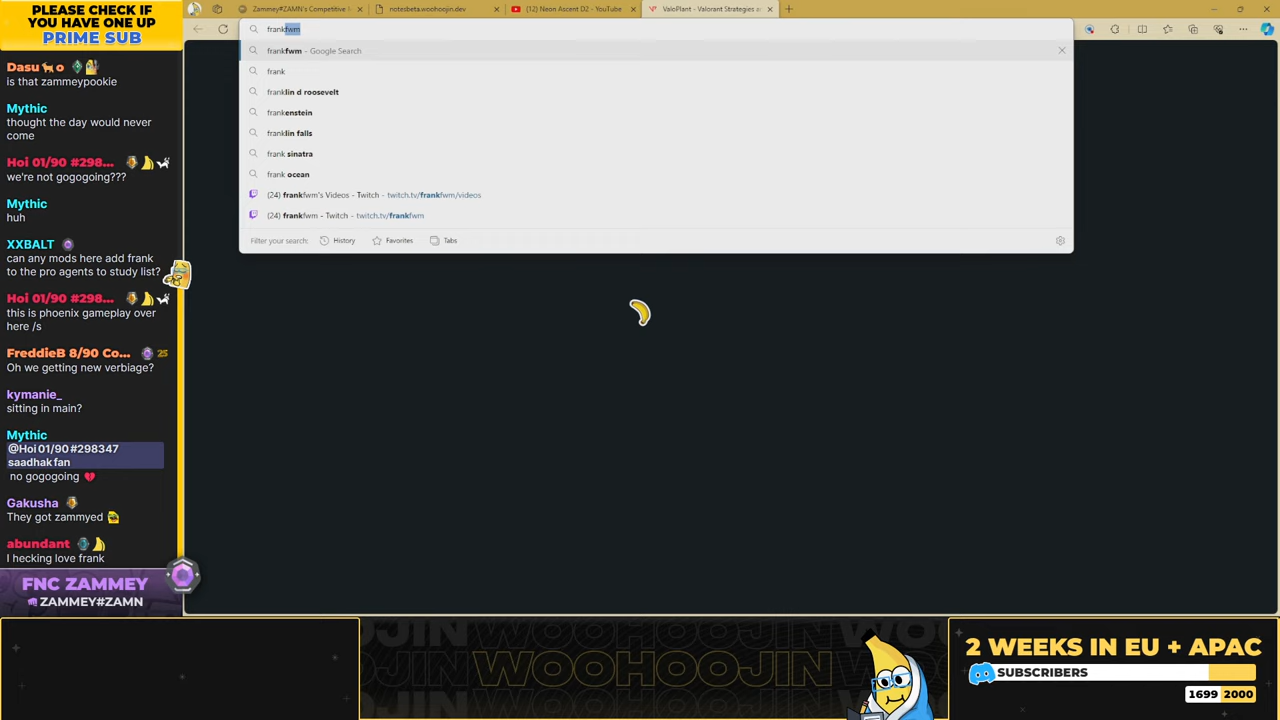 PLEASE CHECK IF
YOU HAVE ONE UP
PRIME SUB
Dasu o
is that zammeypookie
Mythic
thought the day would never
come
Hoi 01/90 #298...
we're not gogogoing???
Mythic
huh
XXBALT
can any mods here add frank
to the pro agents to study list?
Hoi 01/90 #298...
this is phoenix gameplay over
here /s
FreddieB 8/90 Co... 25
Oh we getting new verbiage?
kymanie_
sitting in main?
Mythic
@Hoi 01/90 #298347
saadhak fan
no gogogoing
Gakusha
They got zammyed
abundant
I hecking love frank
FNC ZAMMEY
ZAMMEY#ZAMN
Zammey#ZAMN's Competitive
notesbeta.woohoojin.dev
(12) Neon Ascent D2 - YouTube
ValoPlant - Valorant Strategies a
frankfwm
frankfwm - Google Search
frank
franklin d roosevelt
frankenstein
franklin falls
frank sinatra
frank ocean
(24) frankfwm's Videos - Twitch - twitch.tv/frankfwm/videos
(24) frankfwm - Twitch - twitch.tv/frankfwm
Filter your search: History Favorites Tabs
WOOHOOJIN
2 WEEKS IN EU + APAC
SUBSCRIBERS
1699 2000